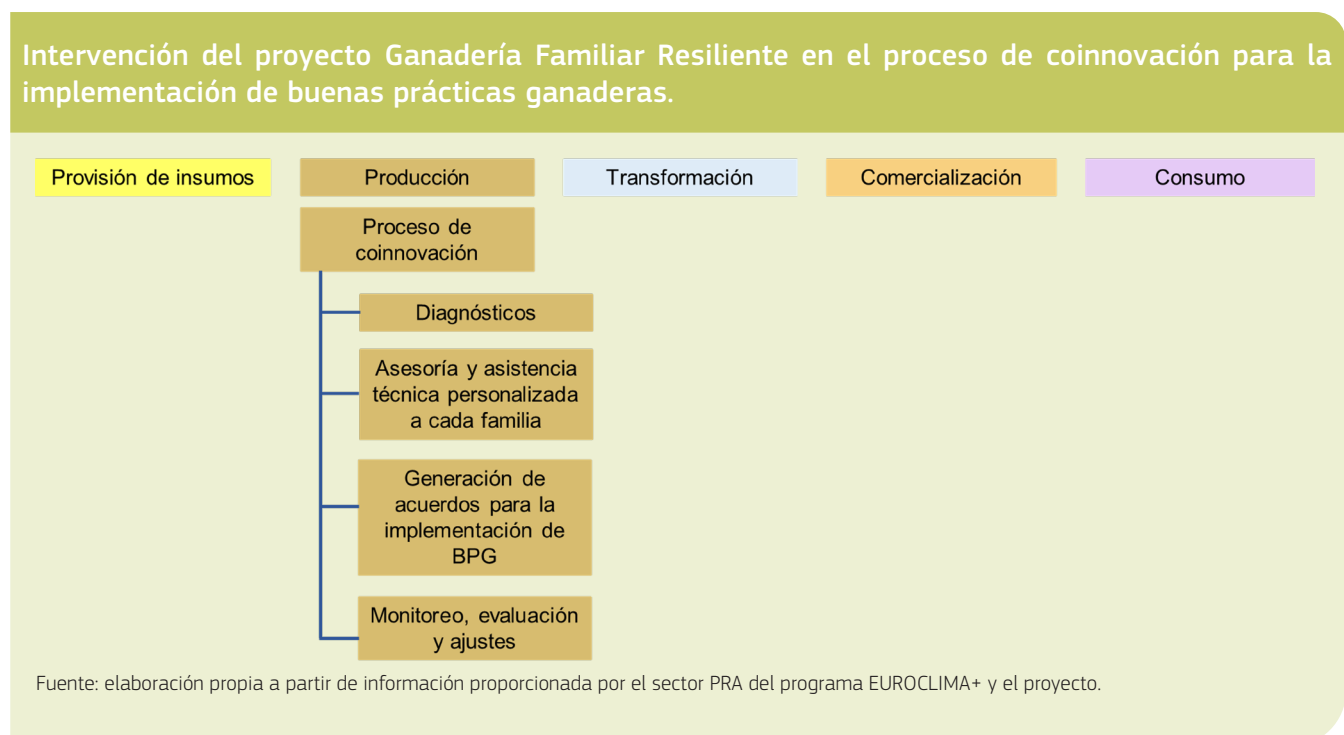 Intervención del proyecto Ganadería Familiar Resiliente en el proceso de coinnovación para la
implementación de buenas prácticas ganaderas.
Provisión de insumos
Producción
Transformación
Comercialización
Consumo
Proceso de
coinnovación
Diagnósticos
Asesoría y asistencia
técnica personalizada
a cada familia
Generación de
acuerdos para la
implementación de
BPG
Monitoreo, evaluación
y ajustes
Fuente: elaboración propia a partir de información proporcionada por el sector PRA del programa EUROCLIMA+ y el proyecto.